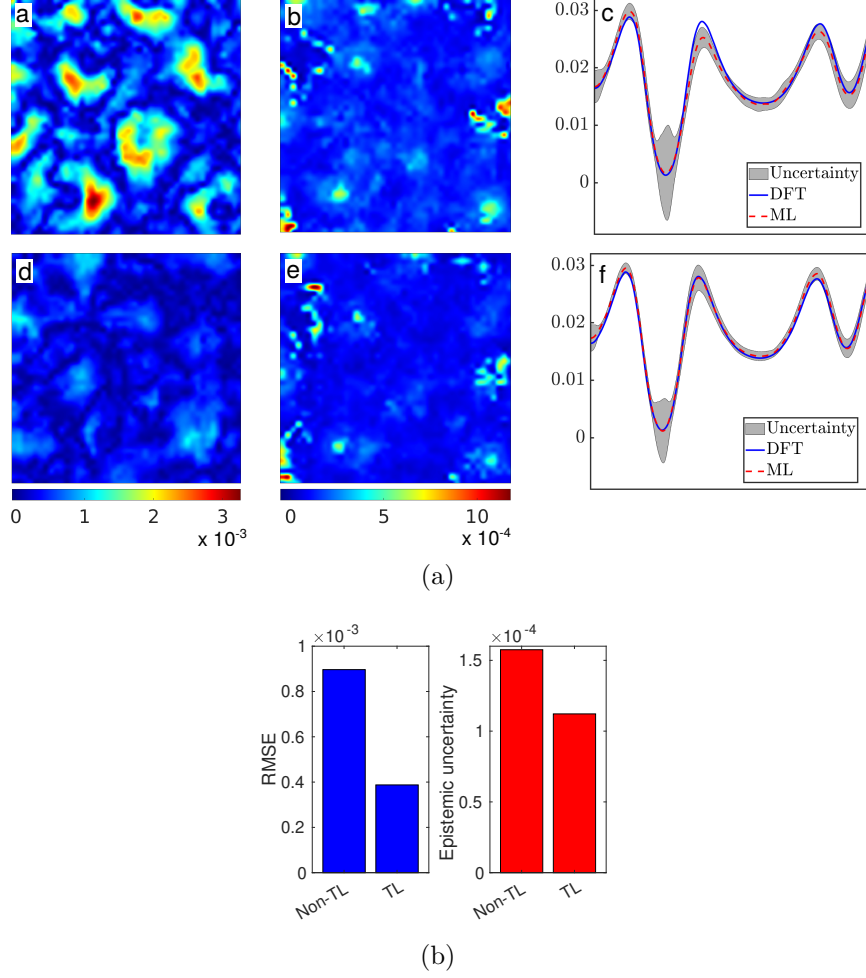 a
b
c
0.03
0.02
0.01
0
Uncertainty
DFT
ML
d
e
f
0.03
0.02
0.01
0
Uncertainty
DFT
ML
0 1 2 3
x 10-3
0 5 10
x 10-4
(a)
×10-3
1
0.8
0.6
0.4
0.2
0
RMSE
Non-TL TL
×10-4
1.5
1
0.5
0
Epistemic uncertainty
Non-TL TL
(b)